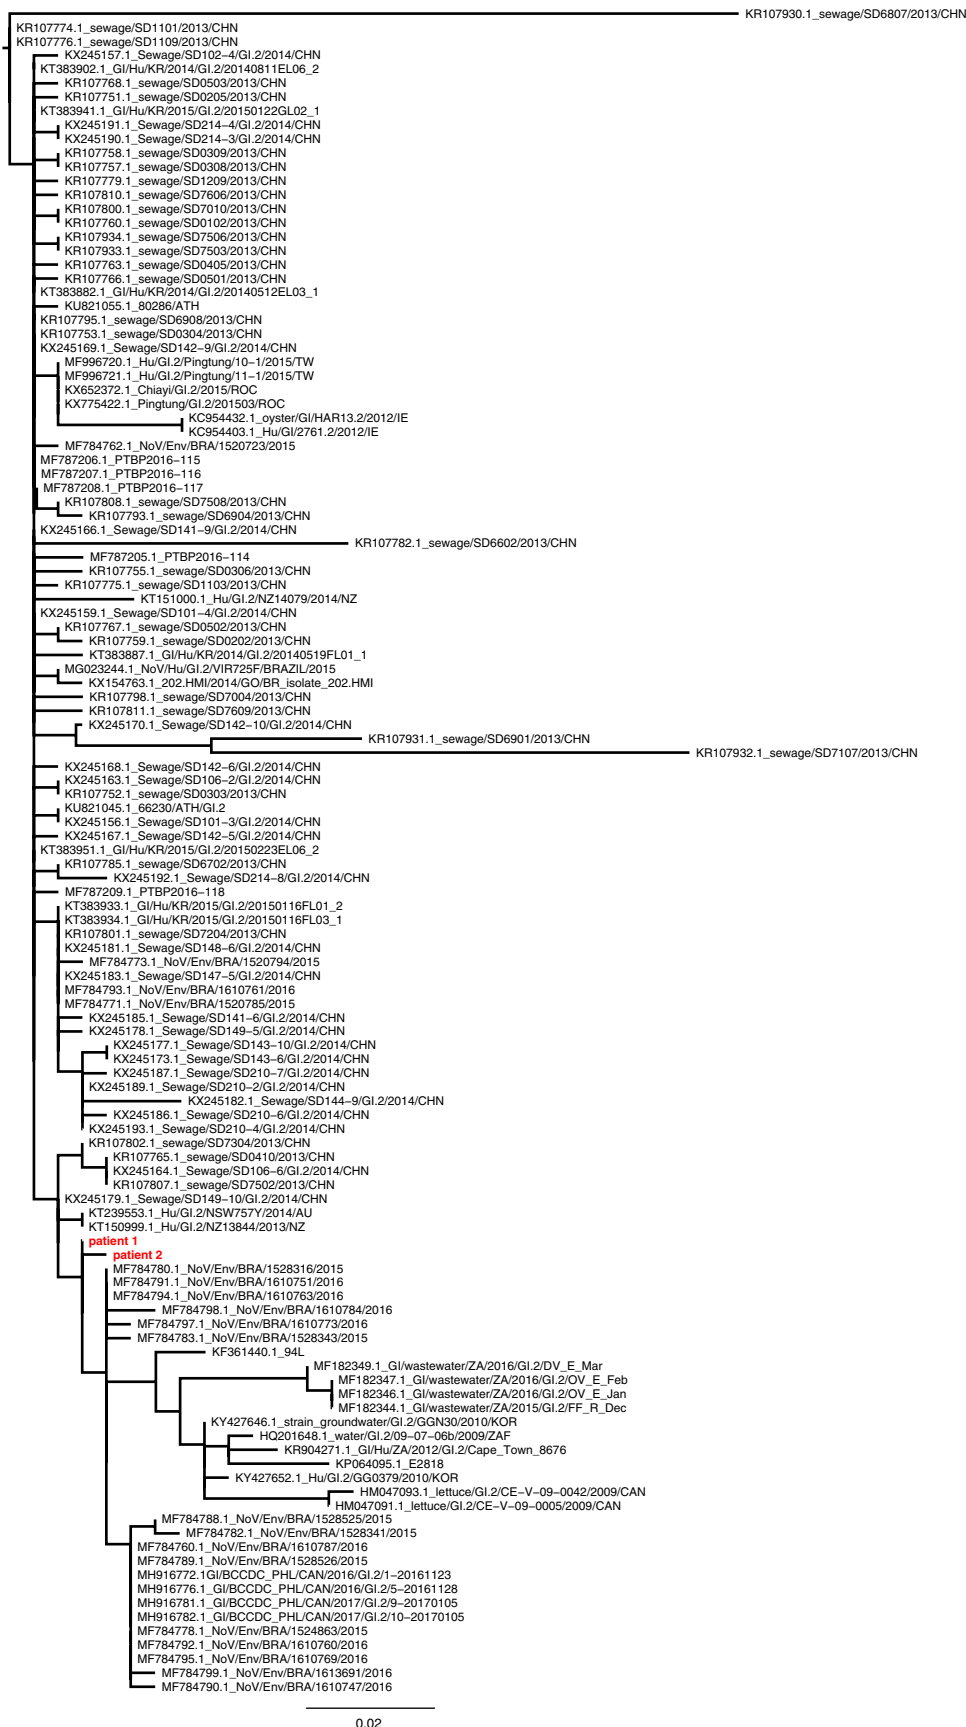 KR107930.1_sewage/SD6807/2013/CHN
KR107774.1_sewage/SD1101/2013/CHN
KR107776.1_sewage/SD1109/2013/CHN
KX245157.1_Sewage/SD102-4/GI.2/2014/CHN
KT383902.1_GI/Hu/KR/2014/GI.2/20140811EL06_2
KR107768.1_sewage/SD0503/2013/CHN
KR107751.1_sewage/SD0205/2013/CHN
KT383941.1_GI/Hu/KR/2015/GI.2/20150122GL02_1
KX245191.1_Sewage/SD214-4/GI.2/2014/CHN
KX245190.1_Sewage/SD214-3/GI.2/2014/CHN
KR107758.1_sewage/SD0309/2013/CHN
KR107757.1_sewage/SD0308/2013/CHN
KR107779.1_sewage/SD1209/2013/CHN
KR107810.1_sewage/SD7606/2013/CHN
KR107800.1_sewage/SD7010/2013/CHN
KR107760.1_sewage/SD0102/2013/CHN
KR107934.1_sewage/SD7506/2013/CHN
KR107933.1_sewage/SD7503/2013/CHN
KR107763.1_sewage/SD0405/2013/CHN
KR107766.1_sewage/SD0501/2013/CHN
KT383882.1_GI/Hu/KR/2014/GI.2/20140512EL03_1
KU821055.1_80286/ATH
KR107795.1_sewage/SD6908/2013/CHN
KR107753.1_sewage/SD0304/2013/CHN
KX245169.1_Sewage/SD142-9/GI.2/2014/CHN
MF996720.1_Hu/GI.2/Pingtung/10-1/2015/TW
MF996721.1_Hu/GI.2/Pingtung/11-1/2015/TW
KX652372.1_Chiayi/GI.2/2015/ROC
KX775422.1_Pingtung/GI.2/201503/ROC
KC954432.1_oyster/GI/HAR13.2/2012/IE
KC954403.1_Hu/GI/2761.2/2012/IE
MF784762.1_NoV/Env/BRA/1520723/2015
MF787206.1_PTBP2016-115
MF787207.1_PTBP2016-116
MF787208.1_PTBP2016-117
KR107808.1_sewage/SD7508/2013/CHN
KR107793.1_sewage/SD6904/2013/CHN
KX245166.1_Sewage/SD141-9/GI.2/2014/CHN
KR107782.1_sewage/SD6602/2013/CHN
MF787205.1_PTBP2016-114
KR107755.1_sewage/SD0306/2013/CHN
KR107775.1_sewage/SD1103/2013/CHN
KT151000.1_Hu/GI.2/NZ14079/2014/NZ
KX245159.1_Sewage/SD101-4/GI.2/2014/CHN
KR107767.1_sewage/SD0502/2013/CHN
KR107759.1_sewage/SD0202/2013/CHN
KT383887.1_GI/Hu/KR/2014/GI.2/20140519FL01_1
MG023244.1_NoV/Hu/GI.2/VIR725F/BRAZIL/2015
KX154763.1_202.HMI/2014/GO/BR_isolate_202.HMI
KR107798.1_sewage/SD7004/2013/CHN
KR107811.1_sewage/SD7609/2013/CHN
KX245170.1_Sewage/SD142-10/GI.2/2014/CHN
KR107931.1_sewage/SD6901/2013/CHN
KR107932.1_sewage/SD7107/2013/CHN
KX245168.1_Sewage/SD142-6/GI.2/2014/CHN
KX245163.1_Sewage/SD106-2/GI.2/2014/CHN
KR107752.1_sewage/SD0303/2013/CHN
KU821045.1_66230/ATH/GI.2
KX245156.1_Sewage/SD101-3/GI.2/2014/CHN
KX245167.1_Sewage/SD142-5/GI.2/2014/CHN
KT383951.1_GI/Hu/KR/2015/GI.2/20150223EL06_2
KR107785.1_sewage/SD6702/2013/CHN
KX245192.1_Sewage/SD214-8/GI.2/2014/CHN
MF787209.1_PTBP2016-118
KT383933.1_GI/Hu/KR/2015/GI.2/20150116FL01_2
KT383934.1_GI/Hu/KR/2015/GI.2/20150116FL03_1
KR107801.1_sewage/SD7204/2013/CHN
KX245181.1_Sewage/SD148-6/GI.2/2014/CHN
MF784773.1_NoV/Env/BRA/1520794/2015
KX245183.1_Sewage/SD147-5/GI.2/2014/CHN
MF784793.1_NoV/Env/BRA/1610761/2016
MF784771.1_NoV/Env/BRA/1520785/2015
KX245185.1_Sewage/SD141-6/GI.2/2014/CHN
KX245178.1_Sewage/SD149-5/GI.2/2014/CHN
KX245177.1_Sewage/SD143-10/GI.2/2014/CHN
KX245173.1_Sewage/SD143-6/GI.2/2014/CHN
KX245187.1_Sewage/SD210-7/GI.2/2014/CHN
KX245189.1_Sewage/SD210-2/GI.2/2014/CHN
KX245182.1_Sewage/SD144-9/GI.2/2014/CHN
KX245186.1_Sewage/SD210-6/GI.2/2014/CHN
KX245193.1_Sewage/SD210-4/GI.2/2014/CHN
KR107802.1_sewage/SD7304/2013/CHN
KR107765.1_sewage/SD0410/2013/CHN
KX245164.1_Sewage/SD106-6/GI.2/2014/CHN
KR107807.1_sewage/SD7502/2013/CHN
KX245179.1_Sewage/SD149-10/GI.2/2014/CHN
KT239553.1_Hu/GI.2/NSW757Y/2014/AU
KT150999.1_Hu/GI.2/NZ13844/2013/NZ
patient 1
patient 2
MF784780.1_NoV/Env/BRA/1528316/2015
MF784791.1_NoV/Env/BRA/1610751/2016
MF784794.1_NoV/Env/BRA/1610763/2016
MF784798.1_NoV/Env/BRA/1610784/2016
MF784797.1_NoV/Env/BRA/1610773/2016
MF784783.1_NoV/Env/BRA/1528343/2015
KF361440.1_94L
MF182349.1_GI/wastewater/ZA/2016/GI.2/DV_E_Mar
MF182347.1_GI/wastewater/ZA/2016/GI.2/OV_E_Feb
MF182346.1_GI/wastewater/ZA/2016/GI.2/OV_E_Jan
MF182344.1_GI/wastewater/ZA/2015/GI.2/FF_R_Dec
KY427646.1_strain_groundwater/GI.2/GGN30/2010/KOR
HQ201648.1_water/GI.2/09-07-06b/2009/ZAF
KR904271.1_GI/Hu/ZA/2012/GI.2/Cape_Town_8676
KP064095.1_E2818
KY427652.1_Hu/GI.2/GG0379/2010/KOR
HM047093.1_lettuce/GI.2/CE-V-09-0042/2009/CAN
HM047091.1_lettuce/GI.2/CE-V-09-0005/2009/CAN
MF784788.1_NoV/Env/BRA/1528525/2015
MF784782.1_NoV/Env/BRA/1528341/2015
MF784760.1_NoV/Env/BRA/1610787/2016
MF784789.1_NoV/Env/BRA/1528526/2015
MH916772.1GI/BCCDC_PHL/CAN/2016/GI.2/1-20161123
MH916776.1_GI/BCCDC_PHL/CAN/2016/GI.2/5-20161128
MH916781.1_GI/BCCDC_PHL/CAN/2017/GI.2/9-20170105
MH916782.1_GI/BCCDC_PHL/CAN/2017/GI.2/10-20170105
MF784778.1_NoV/Env/BRA/1524863/2015
MF784792.1_NoV/Env/BRA/1610760/2016
MF784795.1_NoV/Env/BRA/1610769/2016
MF784799.1_NoV/Env/BRA/1613691/2016
MF784790.1_NoV/Env/BRA/1610747/2016
0.02